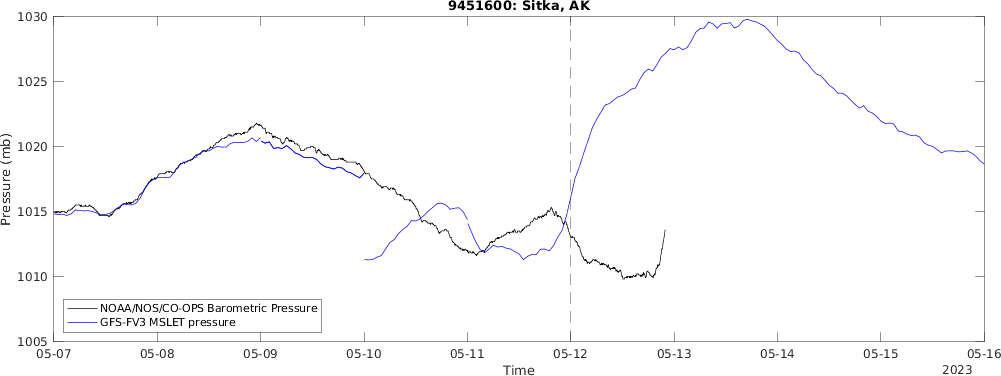 9451600: Sitka, AK
Pressure (mb)
1030
1025
1020
1015
1010
1005
NOAA/NOS/CO-OPS Barometric Pressure
GFS-FV3 MSLET pressure
05-07 05-08 05-09 05-10 05-11 05-12 05-13 05-14 05-15 05-16
Time
2023